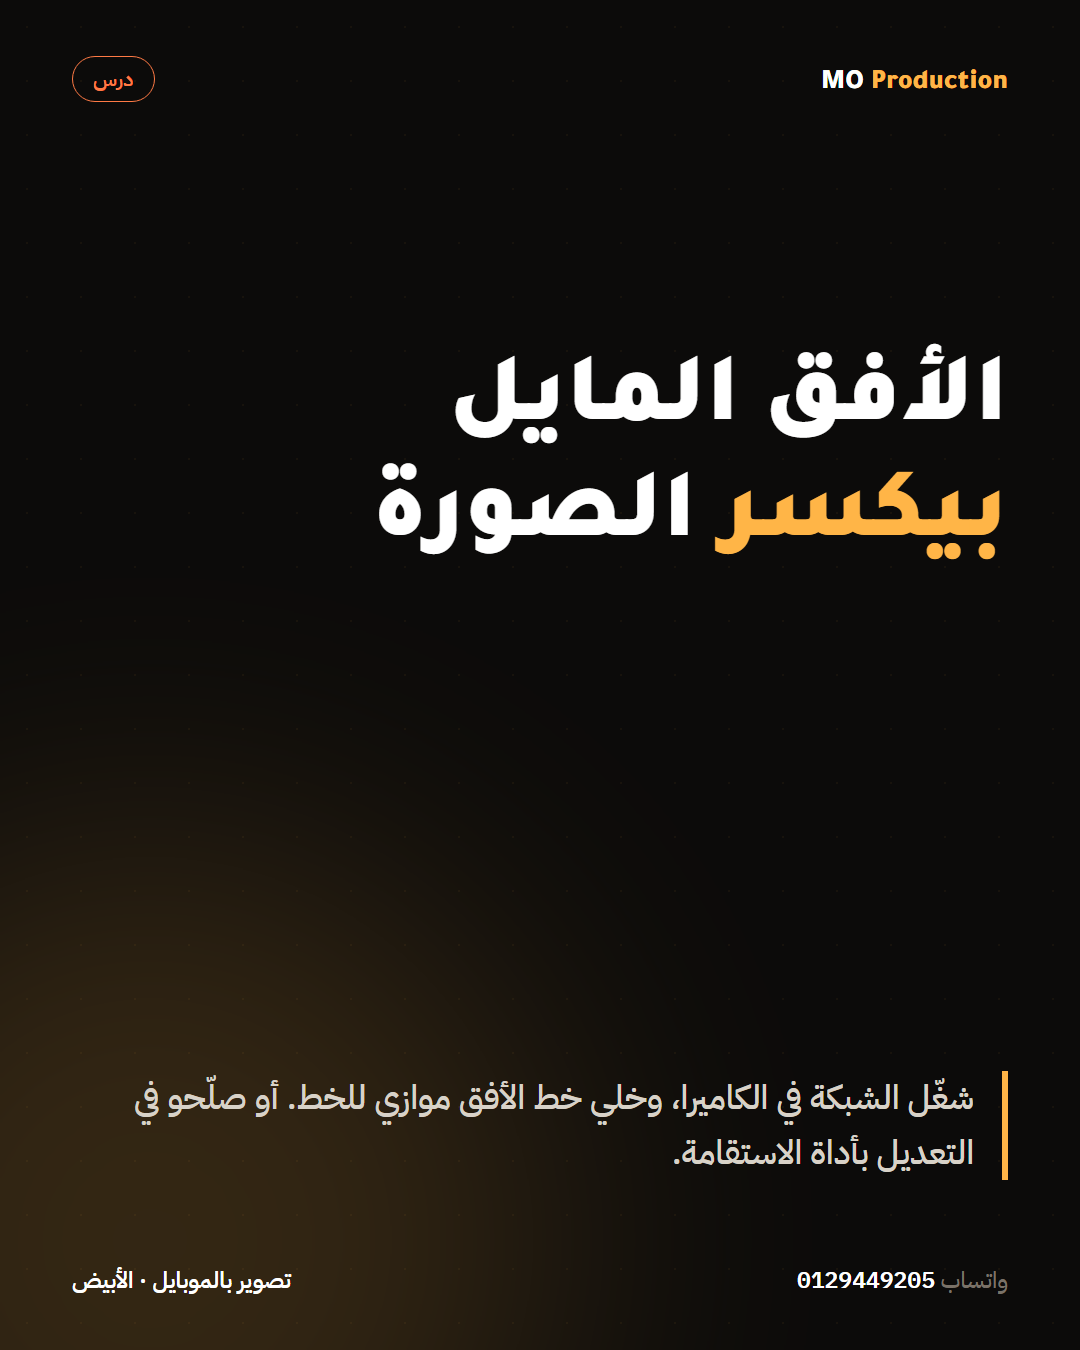 MO Production
درس
الأفق المايل
بيكسر الصورة
شغّل الشبكة في الكاميرا، وخلي خط الأفق موازي للخط. أو صلّحو في
التعديل بأداة الاستقامة.
واتساب 0129449205
تصوير بالموبايل · الأبيض